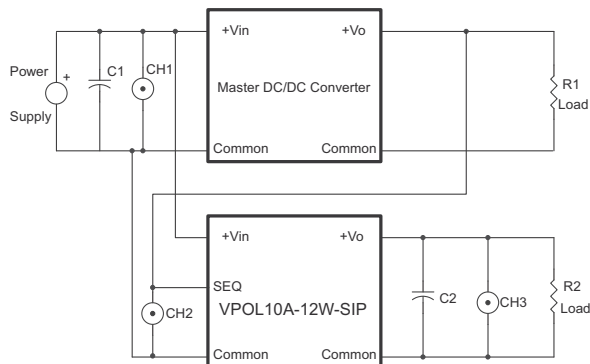 +Vin
+Vo
Power
+
C1
CH1
Master DC/DC Converter
R1
Load
Supply
Common
Common
+Vin
+Vo
SEQ
CH2
VPOL10A-12W-SIP
C2
CH3
R2
Load
Common
Common